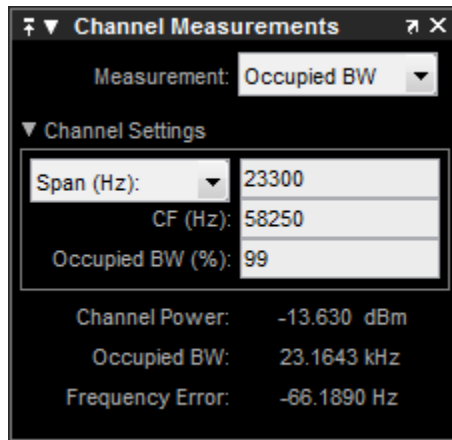 Channel Measurements
Measurement: Occupied BW
Channel Settings
Span (Hz): 23300
CF (Hz): 58250
Occupied BW (%): 99
Channel Power: -13.630 dBm
Occupied BW: 23.1643 kHz
Frequency Error: -66.1890 Hz